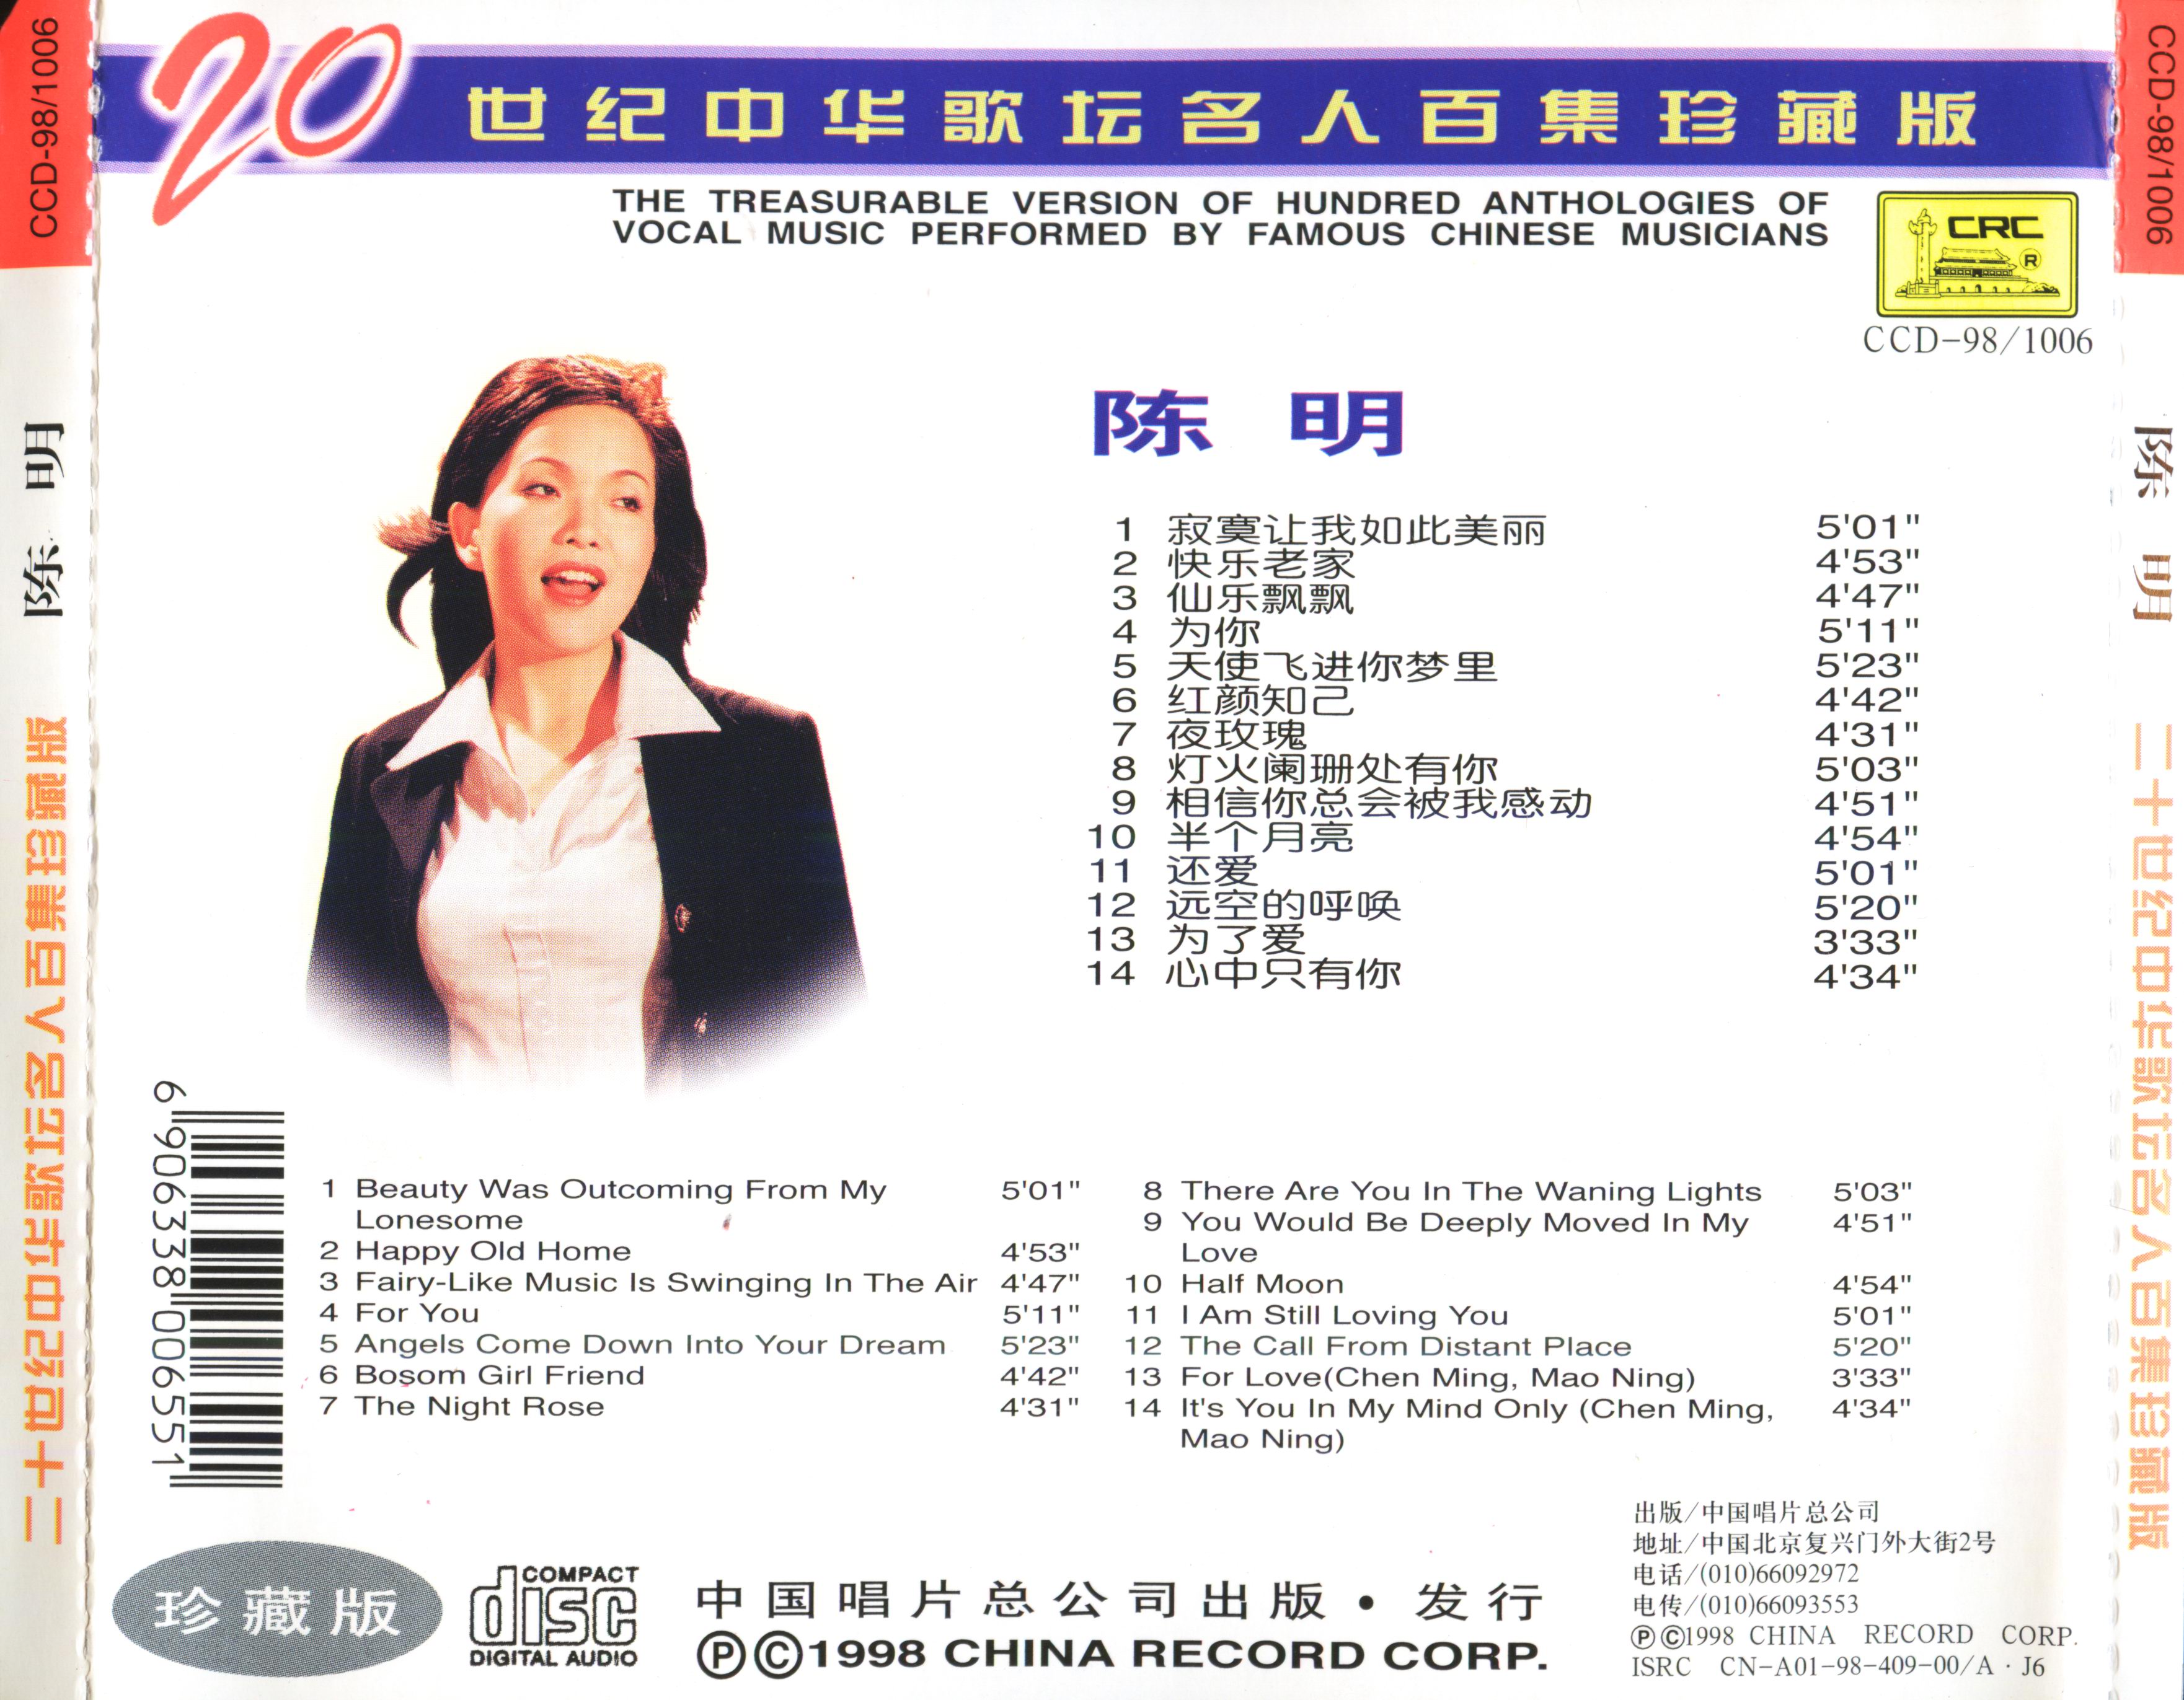 CCD-98/1006
陈 明
二十世纪中华歌坛名人百集珍藏版
20世纪中华歌坛名人百集珍藏版
THE TREASURABLE VERSION OF HUNDRED ANTHOLOGIES OF
VOCAL MUSIC PERFORMED BY FAMOUS CHINESE MUSICIANS
CRC
®
CCD-98/1006
陈 明
1 寂寞让我如此美丽 5'01"
2 快乐老家 4'53"
3 仙乐飘飘 4'47"
4 为你 5'11"
5 天使飞进你梦里 5'23"
6 红颜知己 4'42"
7 夜玫瑰 4'31"
8 灯火阑珊处有你 5'03"
9 相信你总会被我感动 4'51"
10 半个月亮 4'54"
11 还爱 5'01"
12 远空的呼唤 5'20"
13 为了爱 3'33"
14 心中只有你 4'34"
6 906338 006551
1 Beauty Was Outcoming From My 5'01"
Lonesome
2 Happy Old Home 4'53"
3 Fairy-Like Music Is Swinging In The Air 4'47"
4 For You 5'11"
5 Angels Come Down Into Your Dream 5'23"
6 Bosom Girl Friend 4'42"
7 The Night Rose 4'31"
8 There Are You In The Waning Lights 5'03"
9 You Would Be Deeply Moved In My 4'51"
Love
10 Half Moon 4'54"
11 I Am Still Loving You 5'01"
12 The Call From Distant Place 5'20"
13 For Love(Chen Ming, Mao Ning) 3'33"
14 It's You In My Mind Only (Chen Ming, 4'34"
Mao Ning)
珍藏版
COMPACT
disc
DIGITAL AUDIO
中国唱片总公司出版·发行
ⓅⒸ1998 CHINA RECORD CORP.
出版/中国唱片总公司
地址/中国北京复兴门外大街2号
电话/(010)66092972
电传/(010)66093553
ⓅⒸ1998 CHINA RECORD CORP.
ISRC CN-A01-98-409-00/A·J6
CCD-98/1006
陈 明
二十世纪中华歌坛名人百集珍藏版